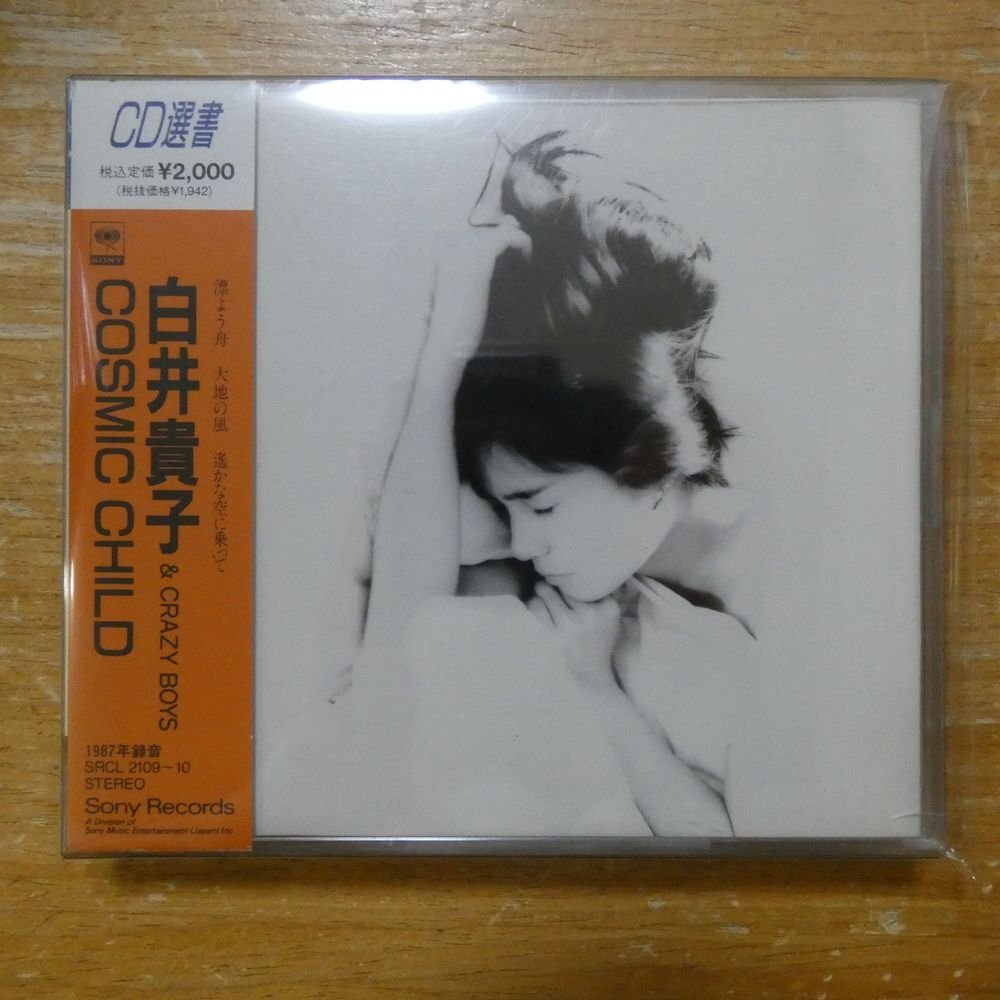 CD選書
税込定価¥2,000
(税抜価格¥1,942)
SONY
漂よう舟 大地の風 遙かな空に乗って
白井貴子 & CRAZY BOYS
COSMIC CHILD
1987年録音
SRCL 2109~10
STEREO
Sony Records
A Division of
Sony Music Entertainment (Japan) Inc